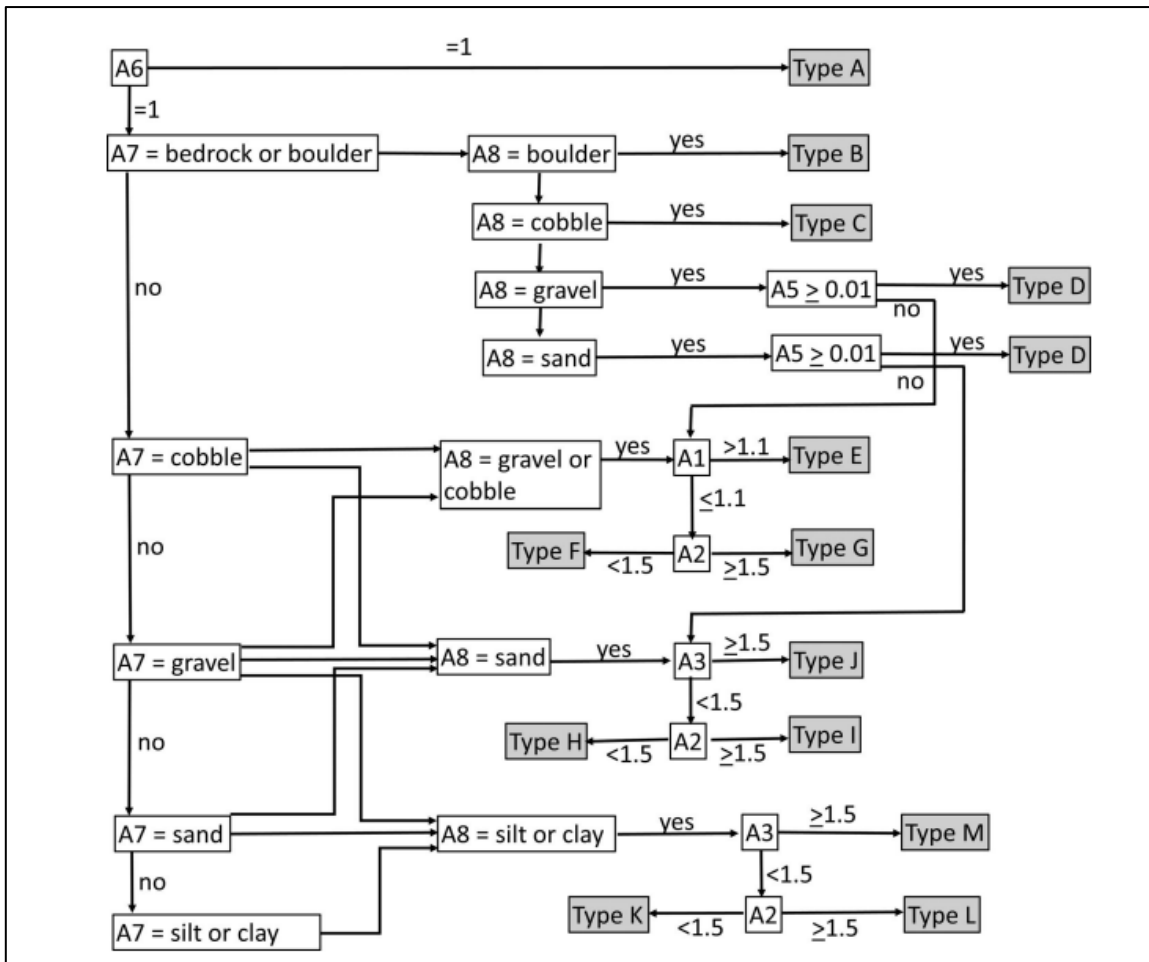 =1
A6
Type A
=1
A7 = bedrock or boulder
A8 = boulder
yes
Type B
A8 = cobble
yes
Type C
no
A8 = gravel
yes
A5 ≥ 0.01
yes
Type D
no
A8 = sand
yes
A5 ≥ 0.01
yes
Type D
no
A7 = cobble
A8 = gravel or
cobble
yes
A1
>1.1
Type E
≤1.1
no
Type F
<1.5
A2
≥1.5
Type G
A7 = gravel
A8 = sand
yes
A3
≥1.5
Type J
<1.5
no
Type H
<1.5
A2
≥1.5
Type I
A7 = sand
A8 = silt or clay
yes
A3
≥1.5
Type M
<1.5
no
A7 = silt or clay
Type K
<1.5
A2
≥1.5
Type L